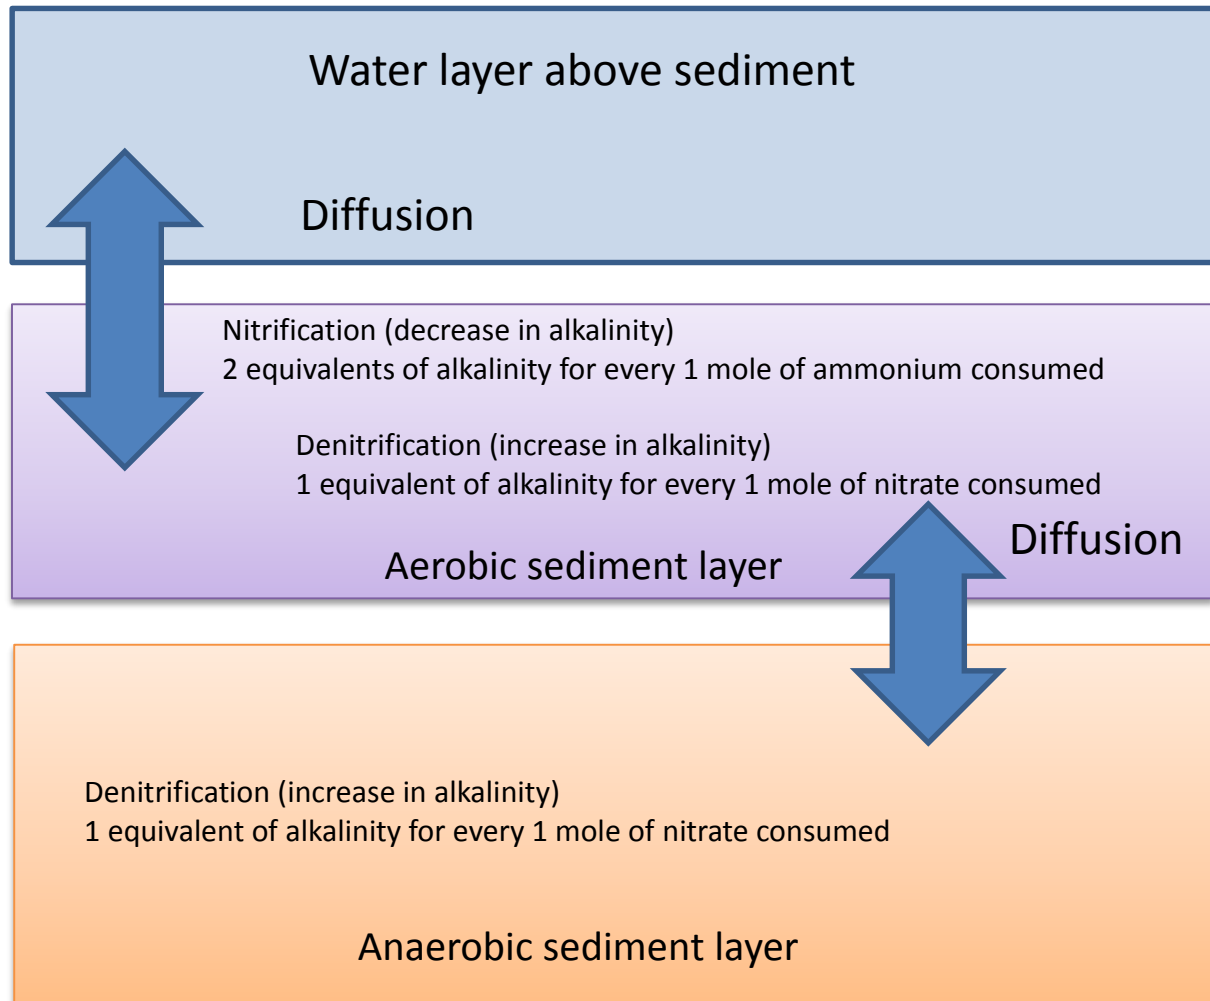 Water layer above sediment
Diffusion
Nitrification (decrease in alkalinity)
2 equivalents of alkalinity for every 1 mole of ammonium consumed
Denitrification (increase in alkalinity)
1 equivalent of alkalinity for every 1 mole of nitrate consumed
Diffusion
Aerobic sediment layer
Denitrification (increase in alkalinity)
1 equivalent of alkalinity for every 1 mole of nitrate consumed
Anaerobic sediment layer